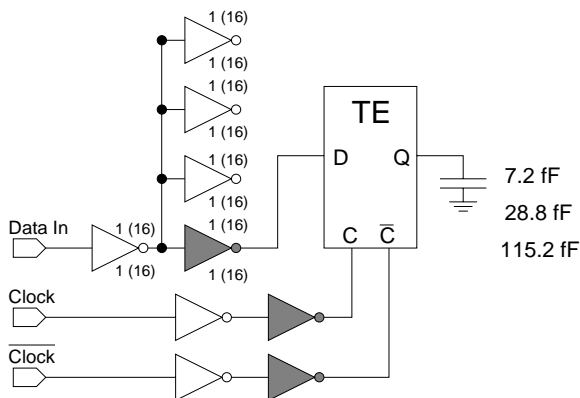 1 (16)
1 (16)
1 (16)
1 (16)
1 (16)
1 (16)
TE
D
Q
7.2 fF
28.8 fF
115.2 fF
Data In
1 (16)
1 (16)
1 (16)
1 (16)
C
C̅
Clock
C̅l̅o̅c̅k̅